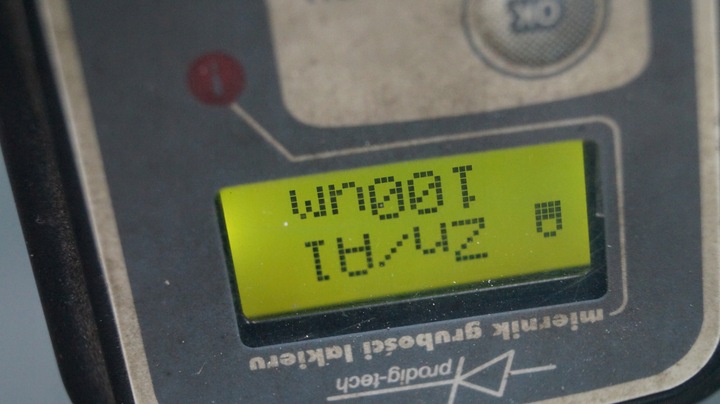 prodig-tech
miernik grubości lakieru
Zn/Al
100um
!
OK